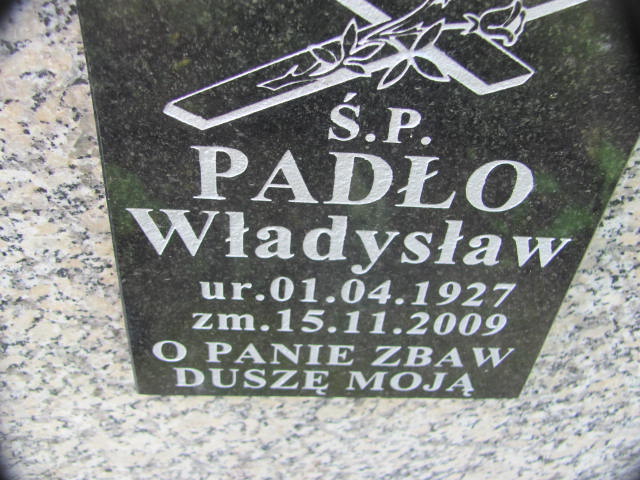 Ś.P.
PADŁO
Władysław
ur.01.04.1927
zm.15.11.2009
O PANIE ZBAW
DUSZĘ MOJĄ